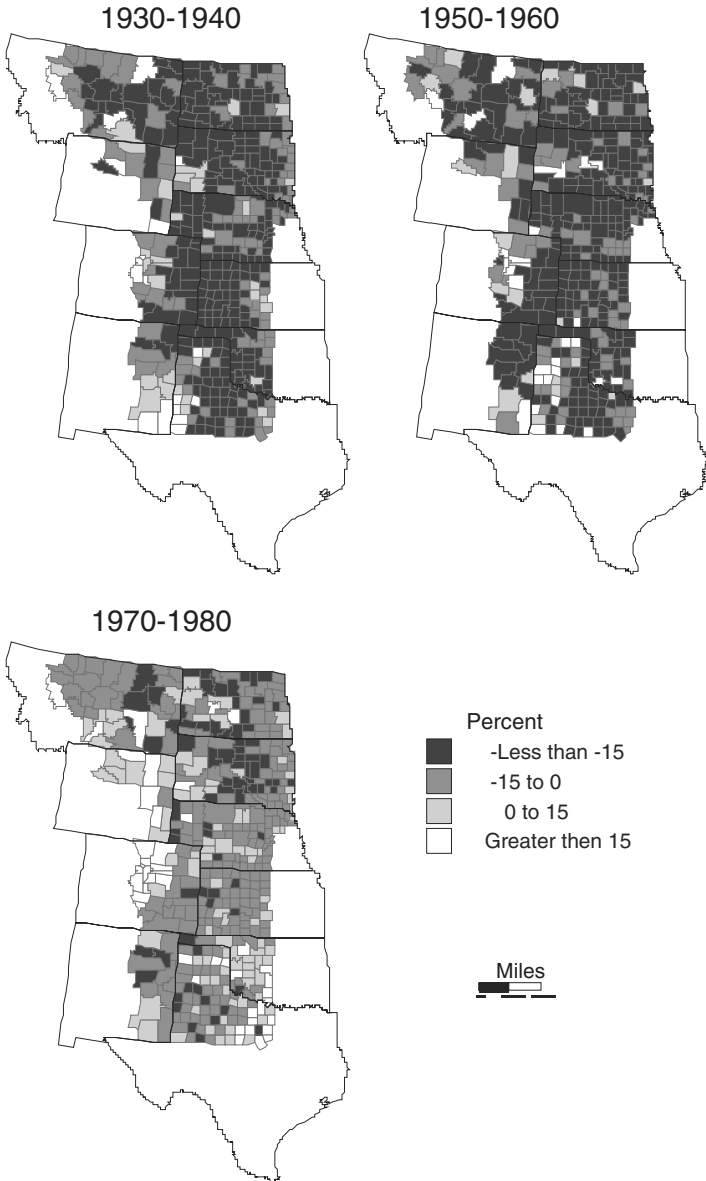 1930-1940
1950-1960
1970-1980
Percent
-Less than -15
-15 to 0
0 to 15
Greater then 15
Miles